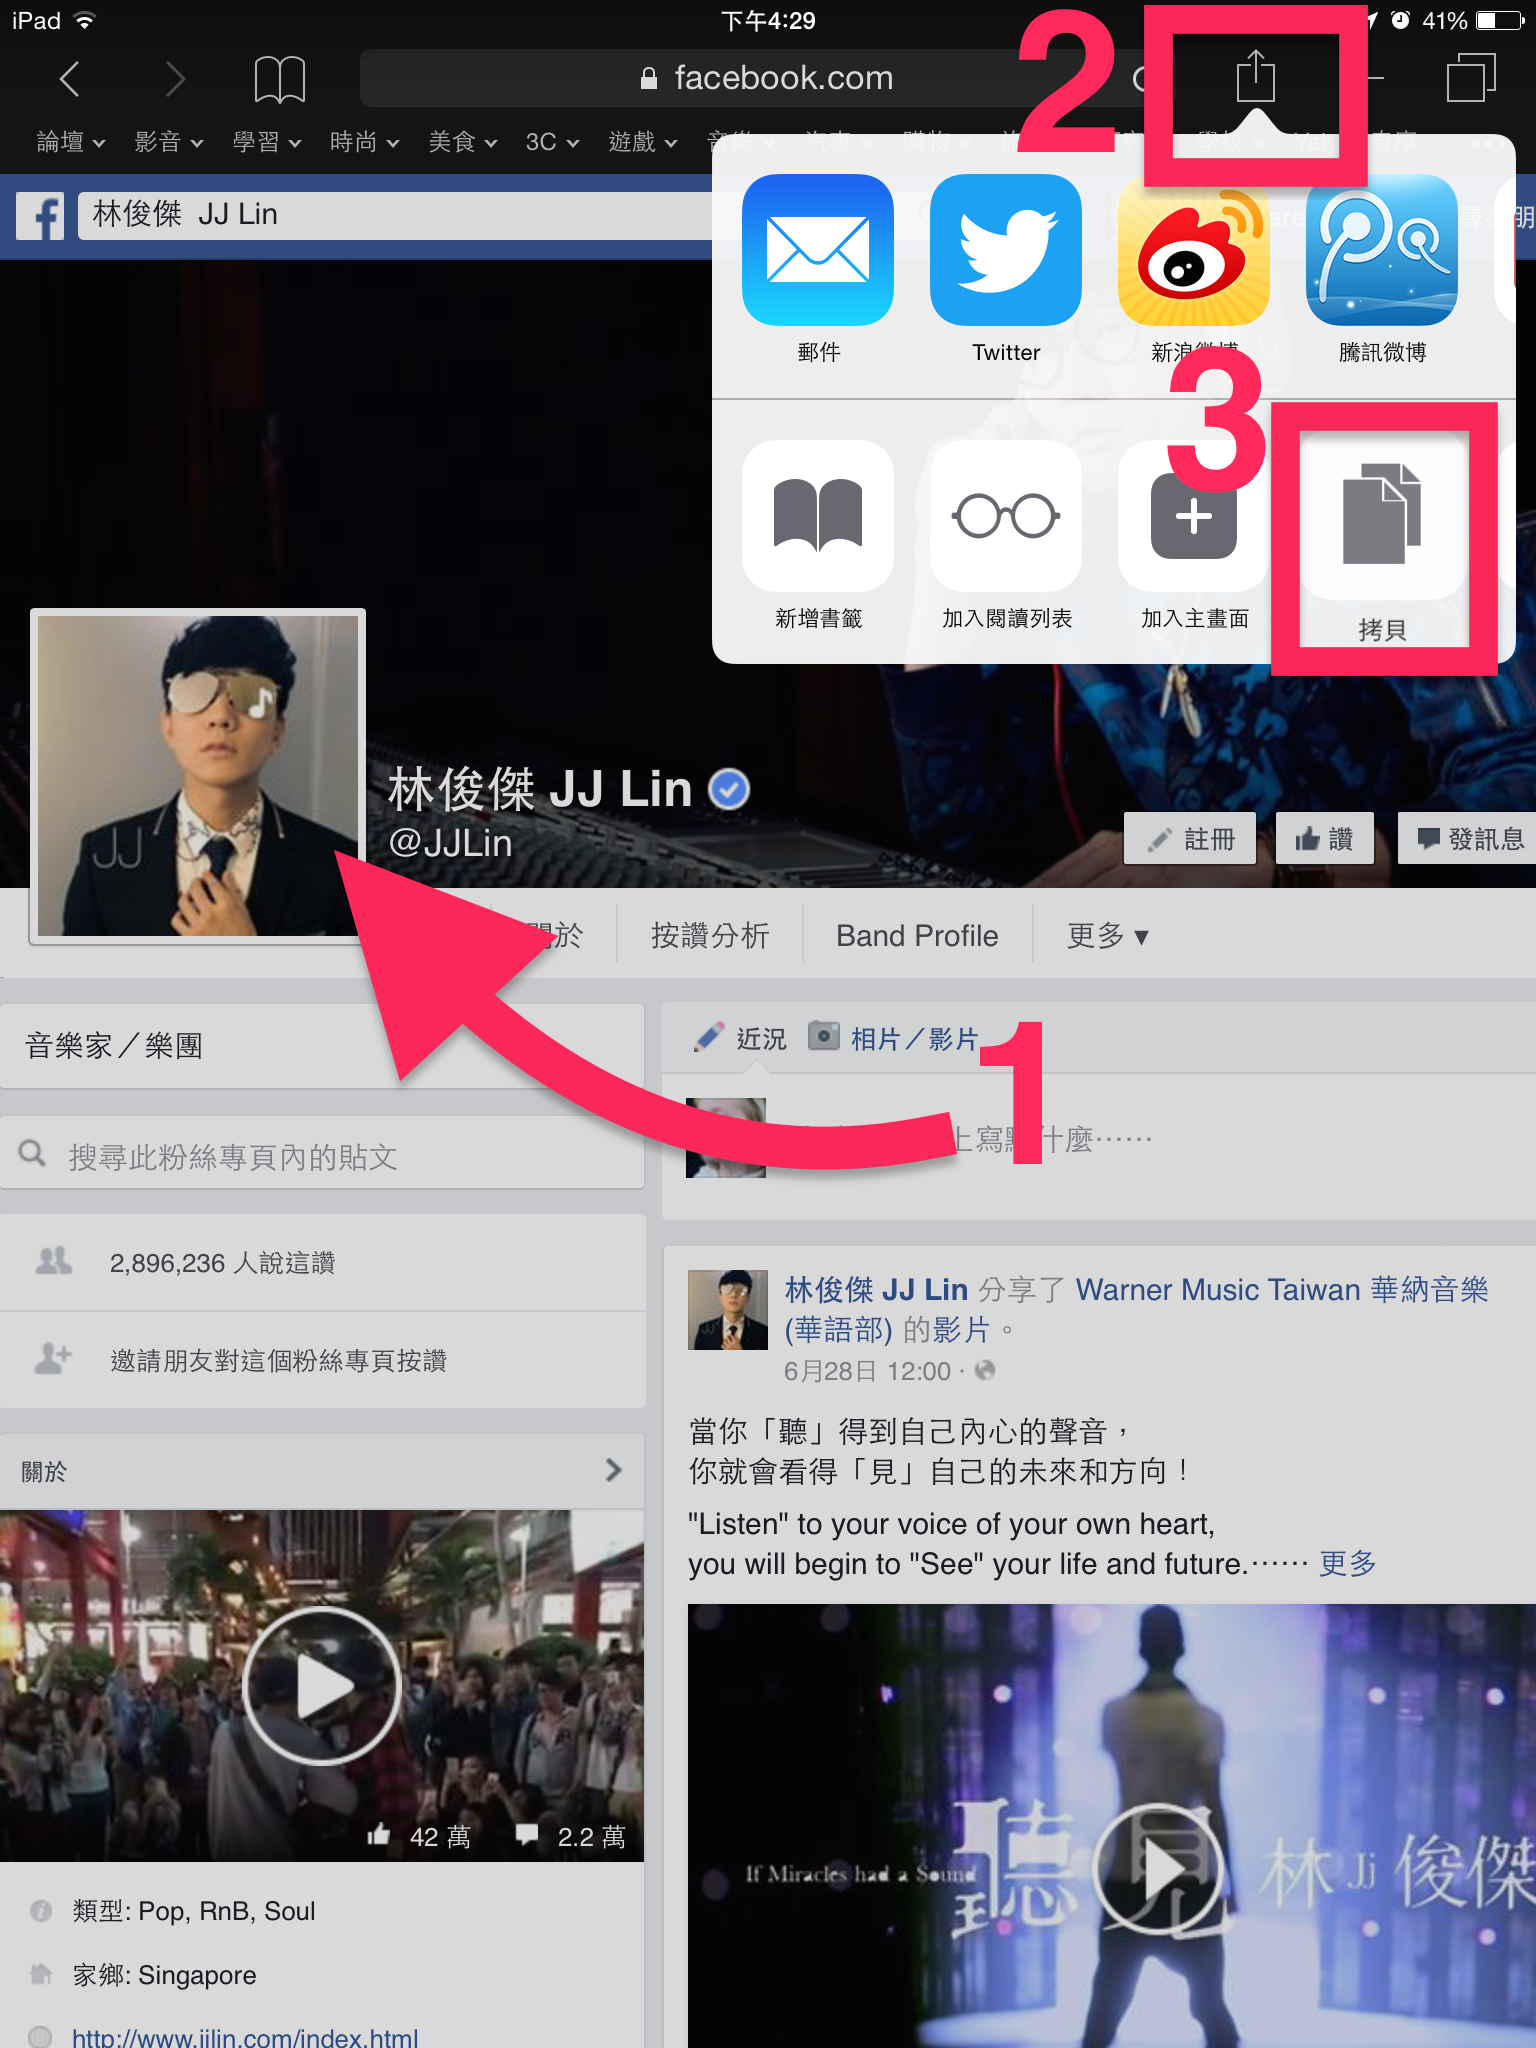 iPad 下午4:29 41%
facebook.com
2
論壇 影音 學習 時尚 美食 3C 遊戲 音樂 汽車 購物
林俊傑 JJ Lin
郵件 Twitter 新浪微博 騰訊微博
3
新增書籤 加入閱讀列表 加入主畫面 拷貝
林俊傑 JJ Lin
@JJLin
註冊 讚 發訊息
關於 按讚分析 Band Profile 更多 ▾
音樂家／樂團
近況 相片／影片
1
上寫點什麼⋯⋯
搜尋此粉絲專頁內的貼文
2,896,236 人說這讚
邀請朋友對這個粉絲專頁按讚
林俊傑 JJ Lin 分享了 Warner Music Taiwan 華納音樂
(華語部) 的影片。
6月28日 12:00 ·
當你「聽」得到自己內心的聲音，
你就會看得「見」自己的未來和方向！
"Listen" to your voice of your own heart,
you will begin to "See" your life and future.⋯⋯ 更多
關於
42 萬 2.2 萬
If Miracles had a Sound
聽見 林 Jj 俊傑
類型: Pop, RnB, Soul
家鄉: Singapore
http://www.jjlin.com/index.html